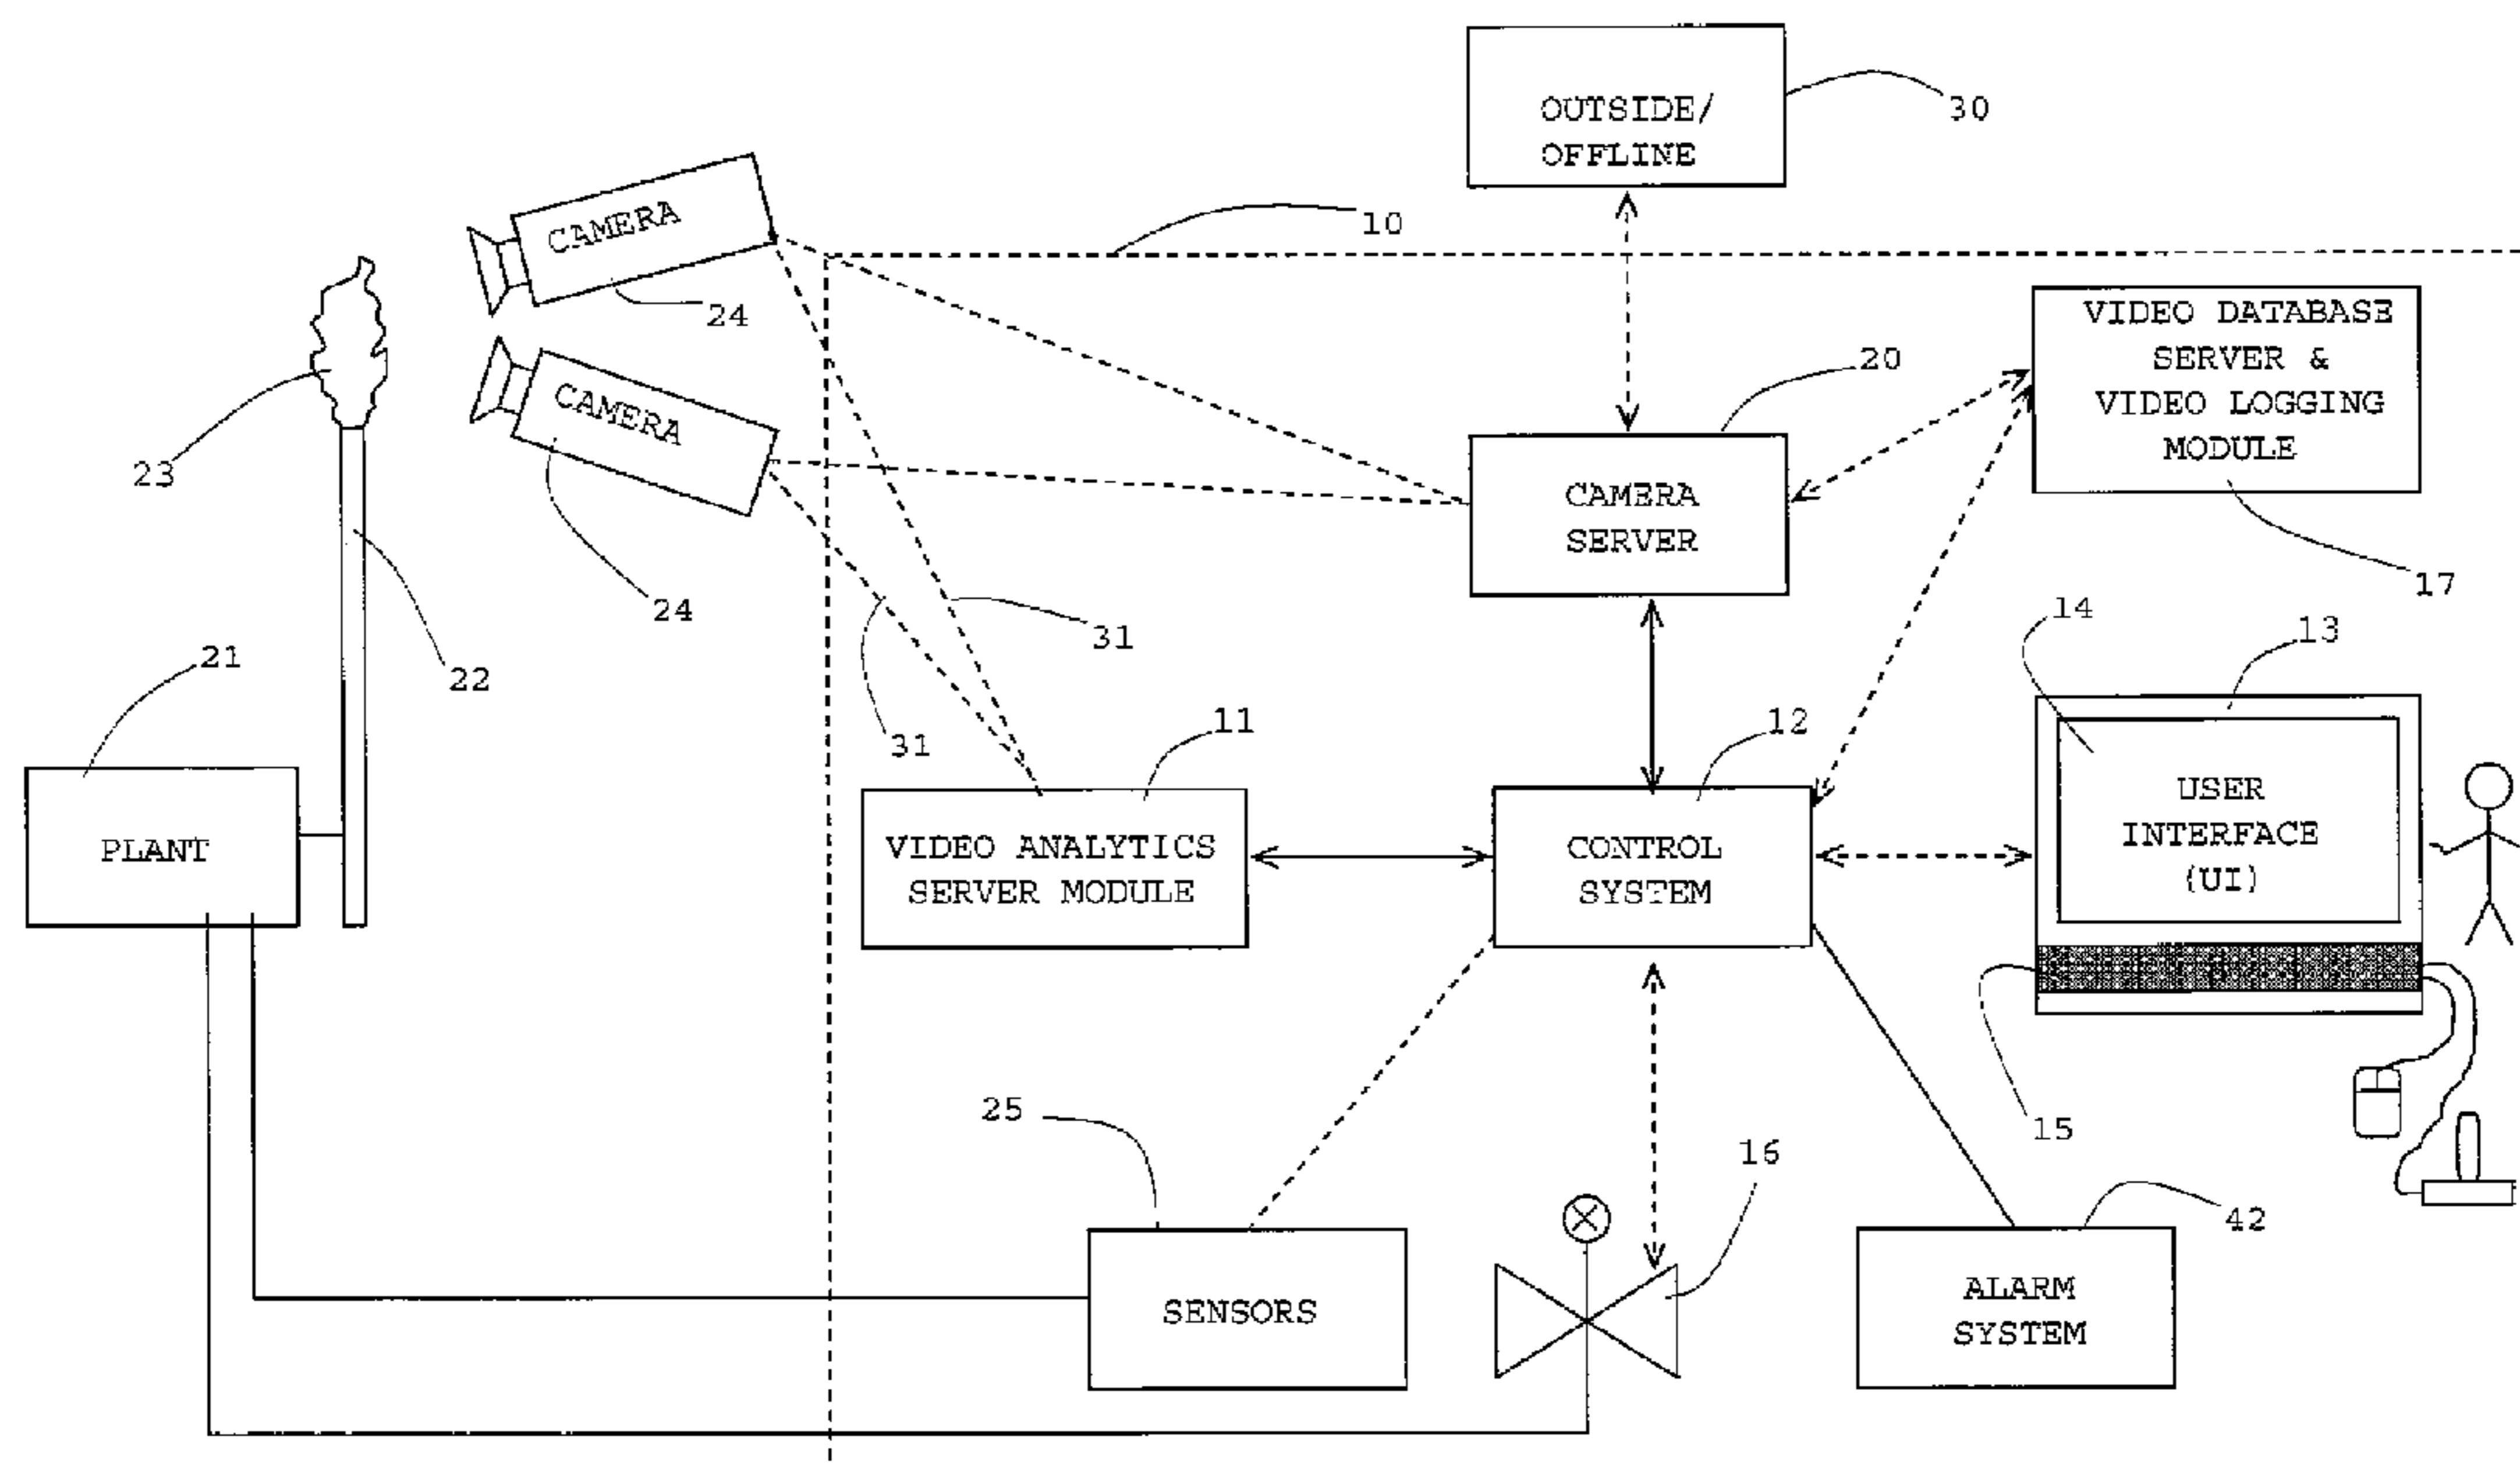 OUTSIDE/
OFFLINE
30
CAMERA
10
24
VIDEO DATABASE
SERVER &
VIDEO LOGGING
MODULE
20
CAMERA
23
CAMERA
SERVER
24
17
14
13
31
21
22
31
11
12
PLANT
VIDEO ANALYTICS
SERVER MODULE
CONTROL
SYSTEM
USER
INTERFACE
(UI)
25
15
16
42
SENSORS
ALARM
SYSTEM